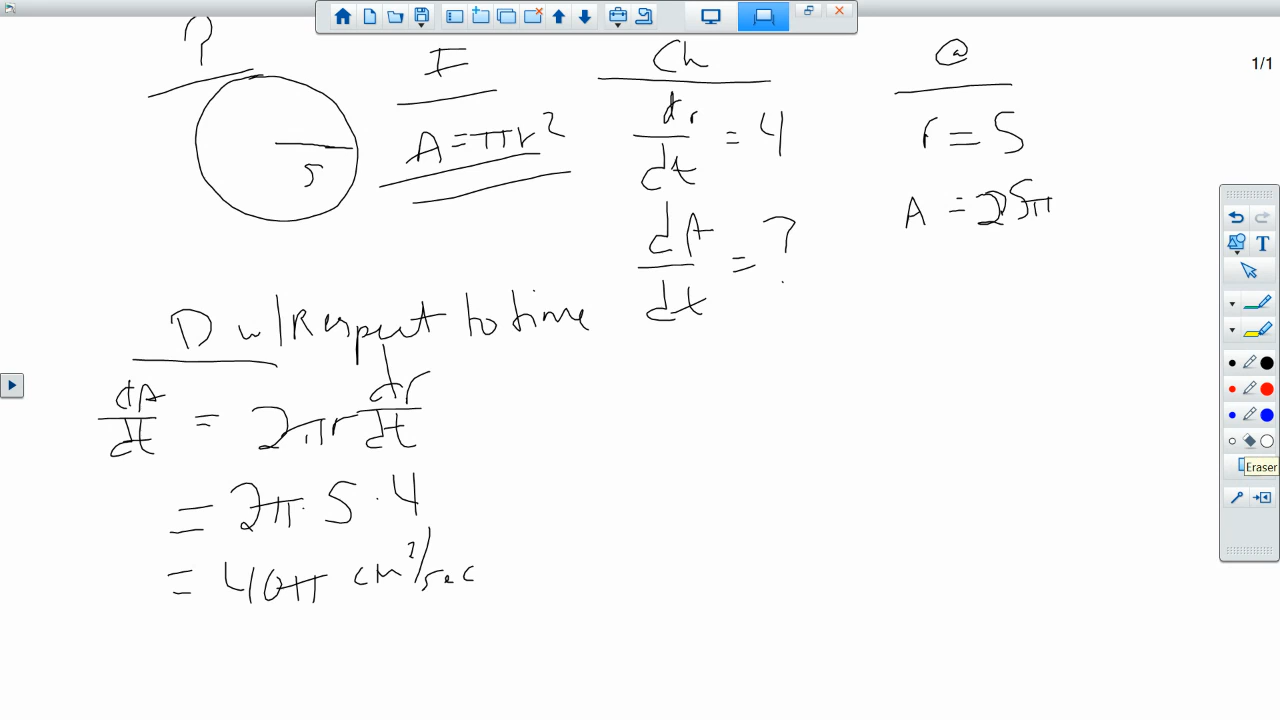 ? I Ch @
1/1
A = πr²
dr/dt = 4
r = 5
5
A = 25π
dA/dt = ?
D w/Respect to time
dA/dt = 2πr dr/dt
= 2π · 5 · 4
= 40π cm²/sec
T
Eraser